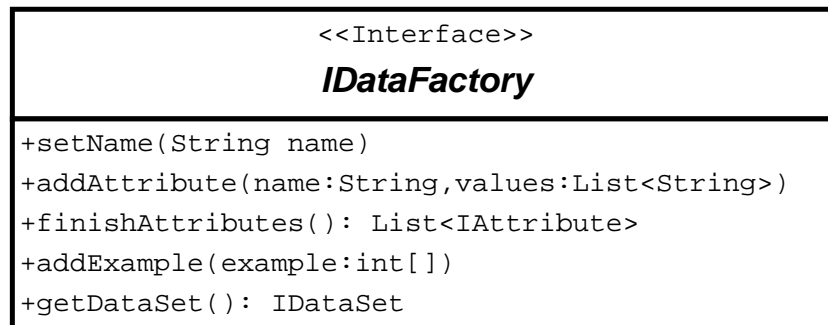 <<Interface>>
IDataFactory
+setName(String name)
+addAttribute(name:String,values:List<String>)
+finishAttributes(): List<IAttribute>
+addExample(example:int[])
+getDataSet(): IDataSet